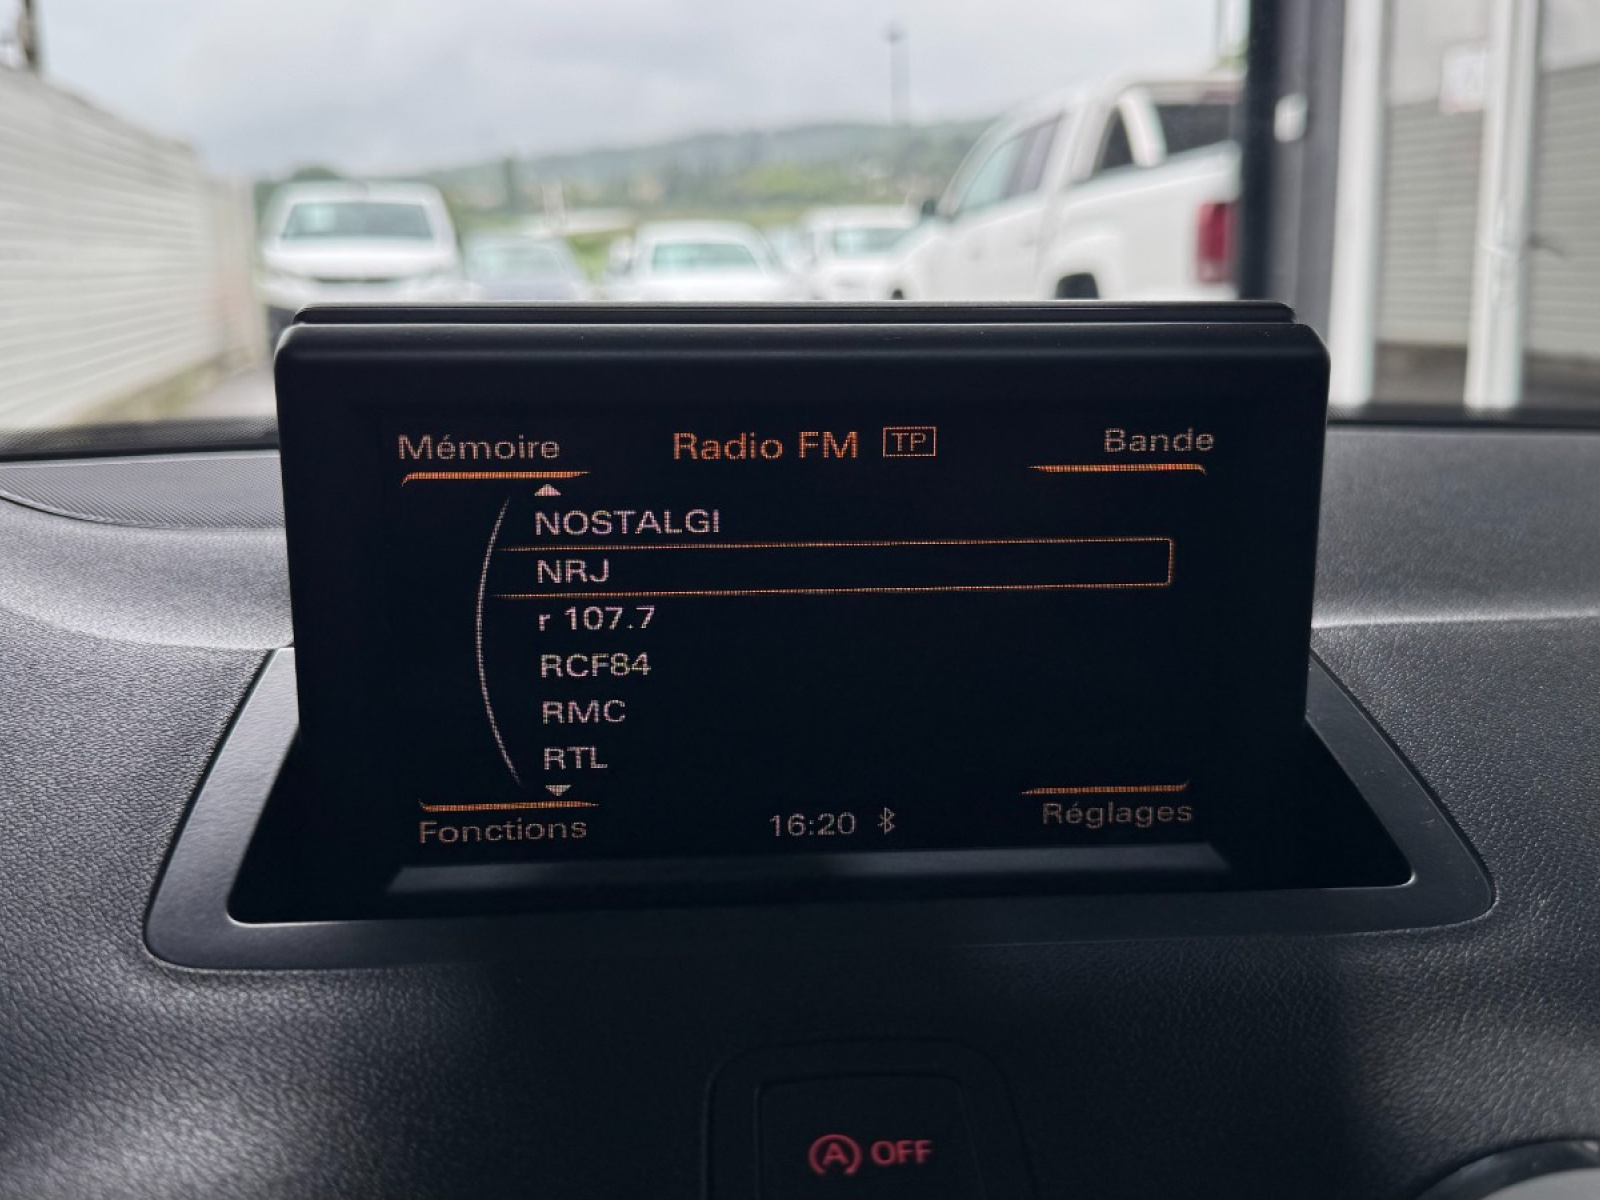 Mémoire Radio FM TP Bande
NOSTALGI
NRJ
r 107.7
RCF84
RMC
RTL
Fonctions 16:20 Réglages
A OFF